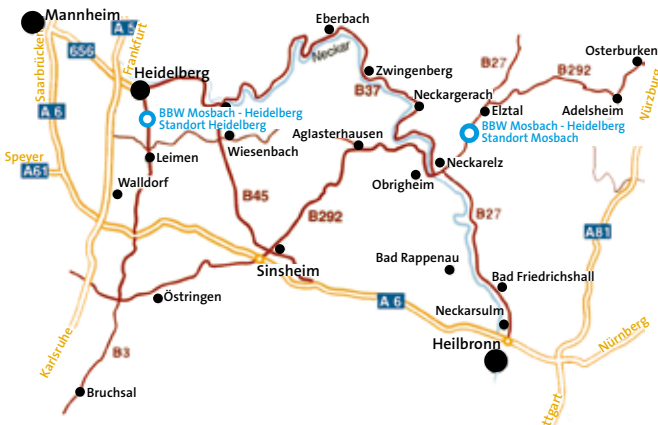 Eberbach
Mannheim
A 5
656
Saarbrücken
Frankfurt
Neckar
B27
Osterburken
Heidelberg
Zwingenberg
B292
B37
Neckargerach
A 6
BBW Mosbach - Heidelberg
Standort Heidelberg
Elztal
Adelsheim
BBW Mosbach - Heidelberg
Standort Mosbach
Aglasterhausen
Speyer
Leimen
Wiesenbach
Neckarelz
A61
Walldorf
Obrigheim
B45
B292
B27
A81
Bad Rappenau
Sinsheim
Bad Friedrichshall
Östringen
A 6
Neckarsulm
Karlsruhe
Heilbronn
Nürnberg
B3
Bruchsal
ttgart